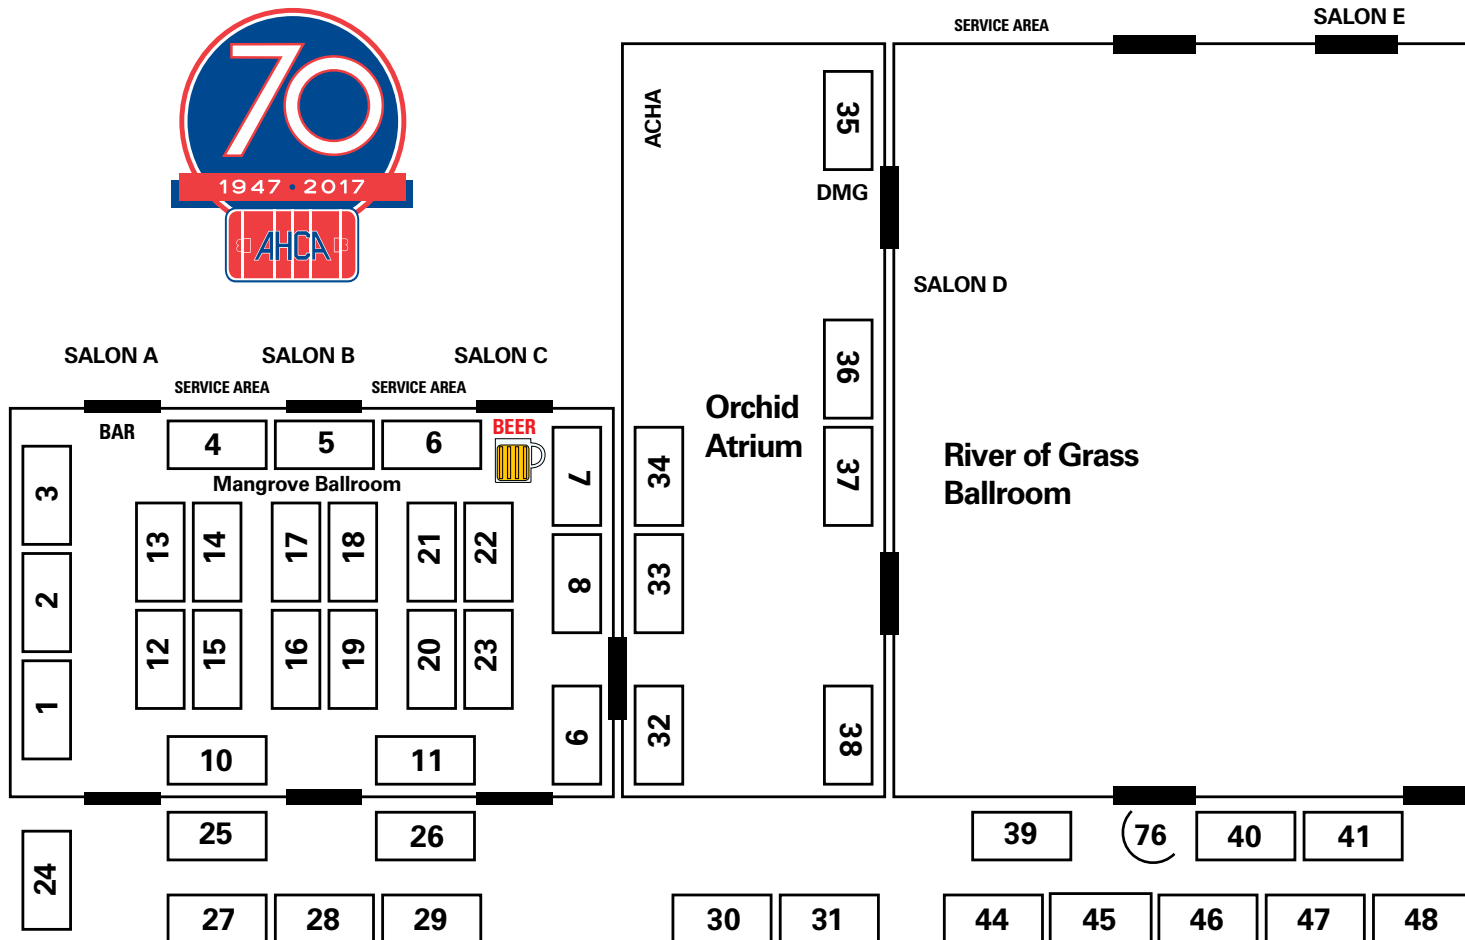 SERVICE AREA
SALON E
70
1947 • 2017
AHCA
ACHA
35
DMG
SALON D
SALON A
SALON B
SALON C
SERVICE AREA
SERVICE AREA
BAR
4
5
6
BEER
Mangrove Ballroom
3
2
1
13
14
17
18
21
22
12
15
16
19
20
23
7
8
9
10
11
Orchid
Atrium
34
33
32
36
37
38
River of Grass
Ballroom
25
26
39
76
40
41
24
27
28
29
30
31
44
45
46
47
48